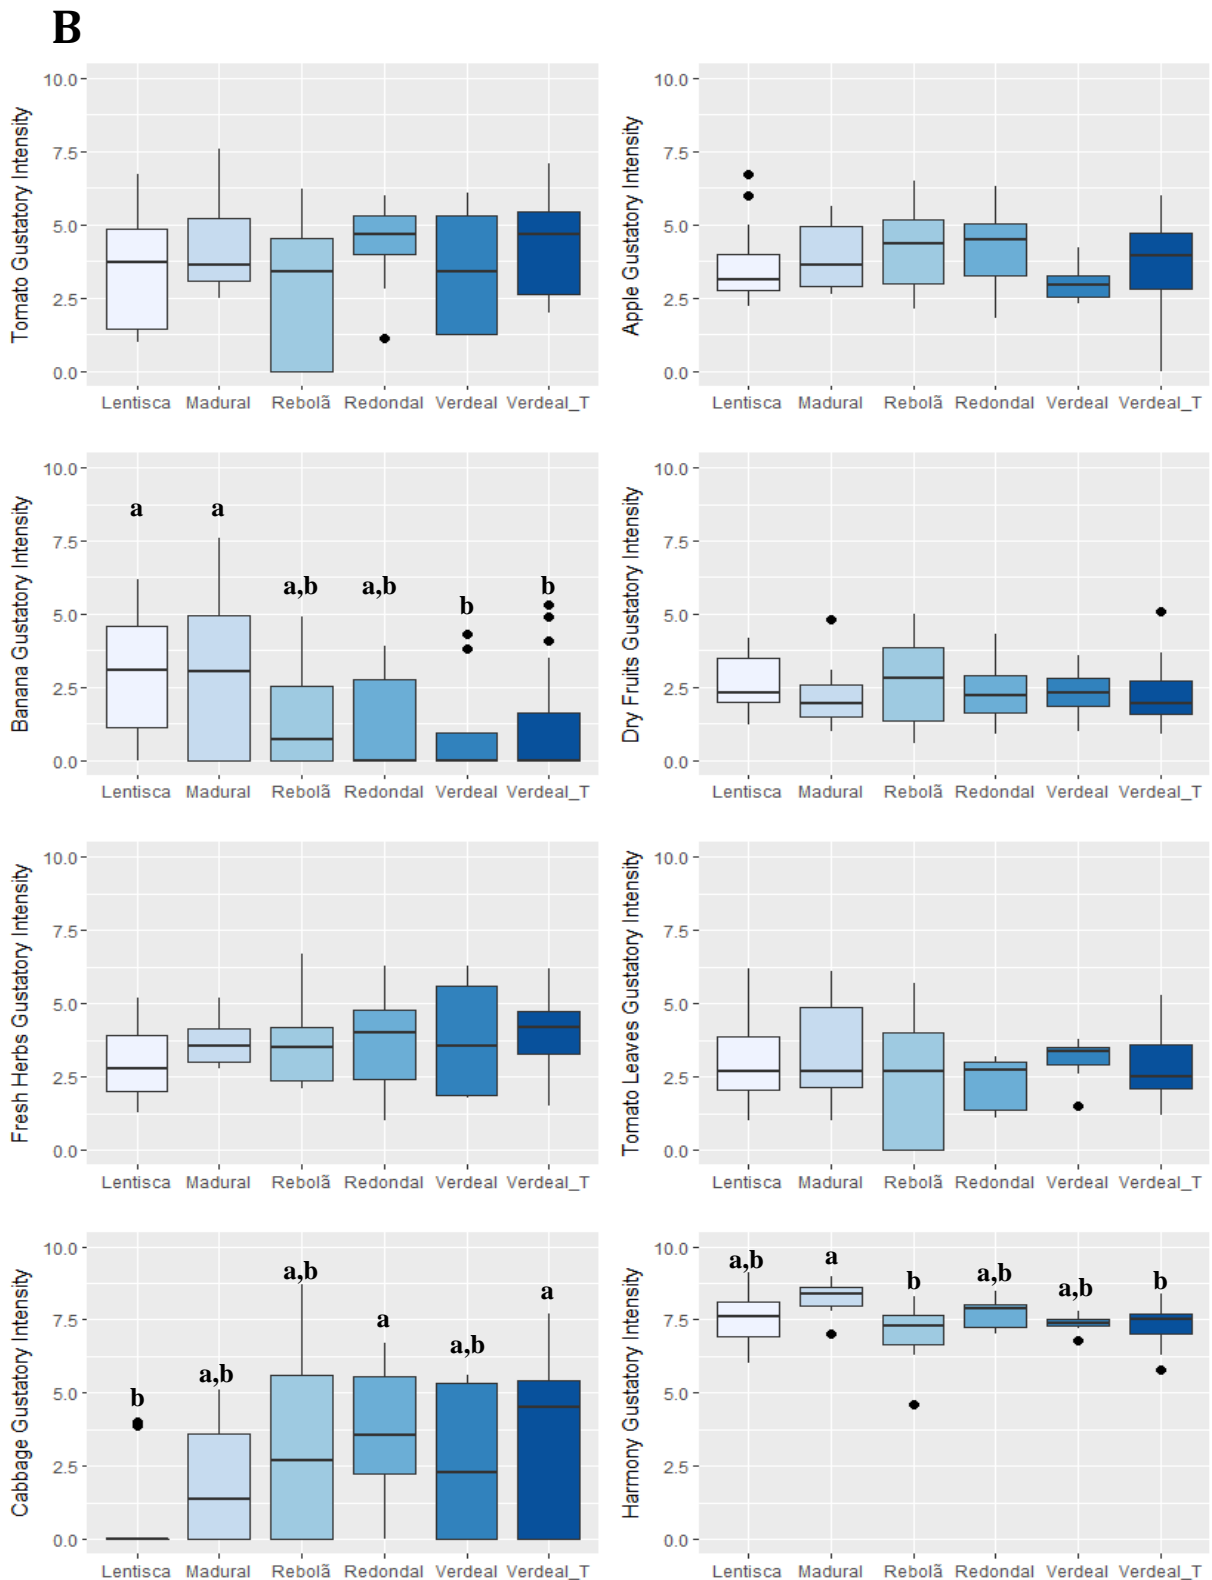 B
Tomato Gustatory Intensity
10.0
7.5
5.0
2.5
0.0
Lentisca Madural Rebolã Redondal Verdeal Verdeal_T
Apple Gustatory Intensity
10.0
7.5
5.0
2.5
0.0
Lentisca Madural Rebolã Redondal Verdeal Verdeal_T
Banana Gustatory Intensity
10.0
7.5
5.0
2.5
0.0
a a a,b a,b b b
Lentisca Madural Rebolã Redondal Verdeal Verdeal_T
Dry Fruits Gustatory Intensity
10.0
7.5
5.0
2.5
0.0
Lentisca Madural Rebolã Redondal Verdeal Verdeal_T
Fresh Herbs Gustatory Intensity
10.0
7.5
5.0
2.5
0.0
Lentisca Madural Rebolã Redondal Verdeal Verdeal_T
Tomato Leaves Gustatory Intensity
10.0
7.5
5.0
2.5
0.0
Lentisca Madural Rebolã Redondal Verdeal Verdeal_T
Cabbage Gustatory Intensity
10.0
7.5
5.0
2.5
0.0
b a,b a,b a a,b a
Lentisca Madural Rebolã Redondal Verdeal Verdeal_T
Harmony Gustatory Intensity
10.0
7.5
5.0
2.5
0.0
a,b a b a,b a,b b
Lentisca Madural Rebolã Redondal Verdeal Verdeal_T